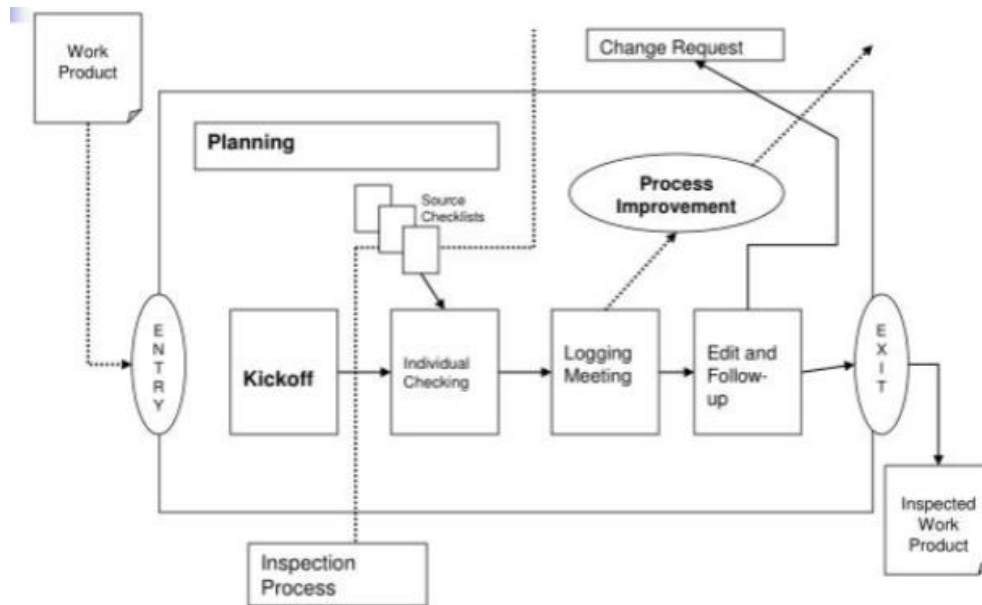 Work
Product
Change Request
Planning
Source
Checklists
Process
Improvement
E
N
T
R
Y
Kickoff
Individual
Checking
Logging
Meeting
Edit and
Follow-
up
E
X
I
T
Inspected
Work
Product
Inspection
Process